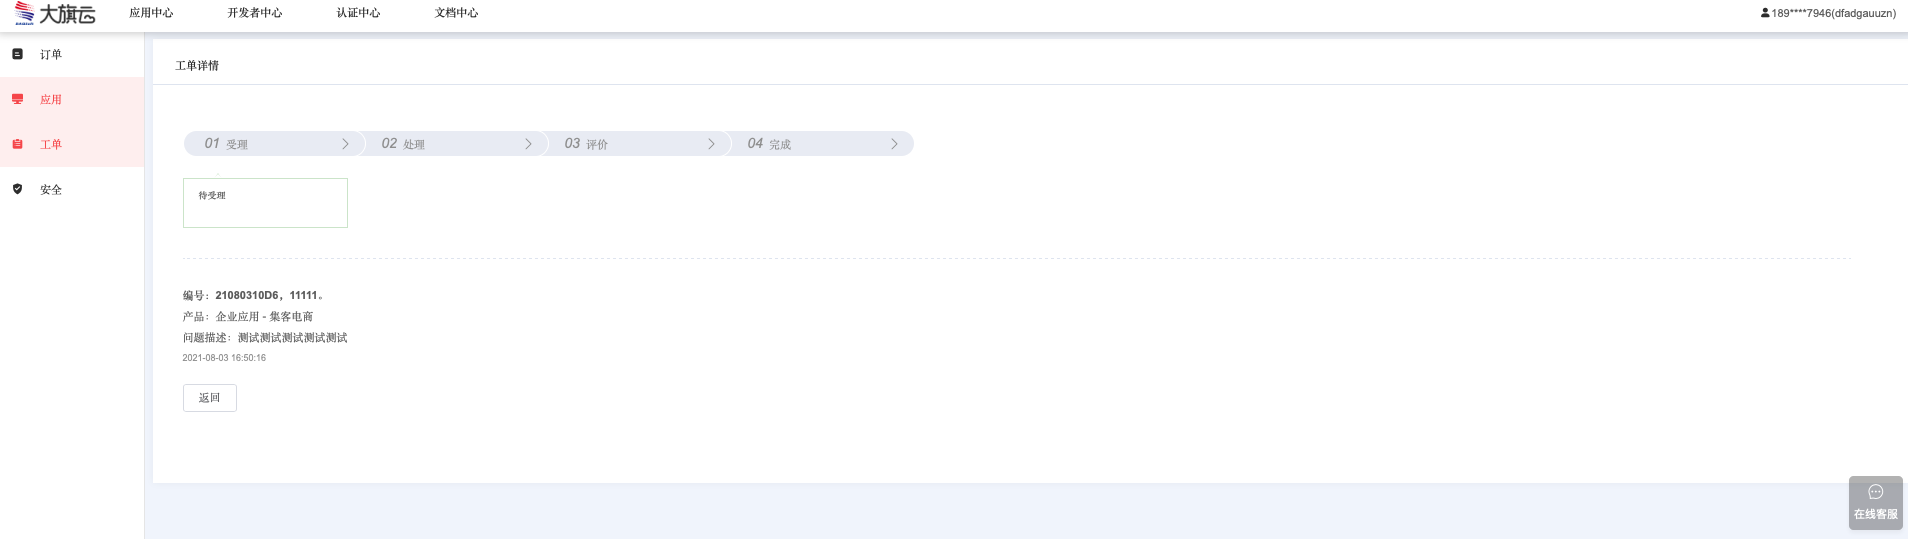 大旗云 应用中心 开发者中心 认证中心 文档中心 189****7946(dfadgauuzn)
订单
应用
工单
安全
工单详情
01 受理 02 处理 03 评价 04 完成
待受理
编号：21080310D6，11111。
产品：企业应用 - 集客电商
问题描述：测试测试测试测试测试
2021-08-03 16:50:16
返回
在线客服